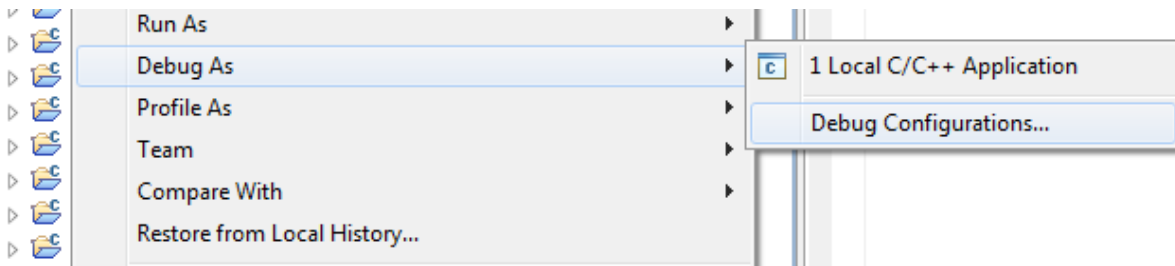 Run As
Debug As
Profile As
Team
Compare With
Restore from Local History...
1 Local C/C++ Application
Debug Configurations...